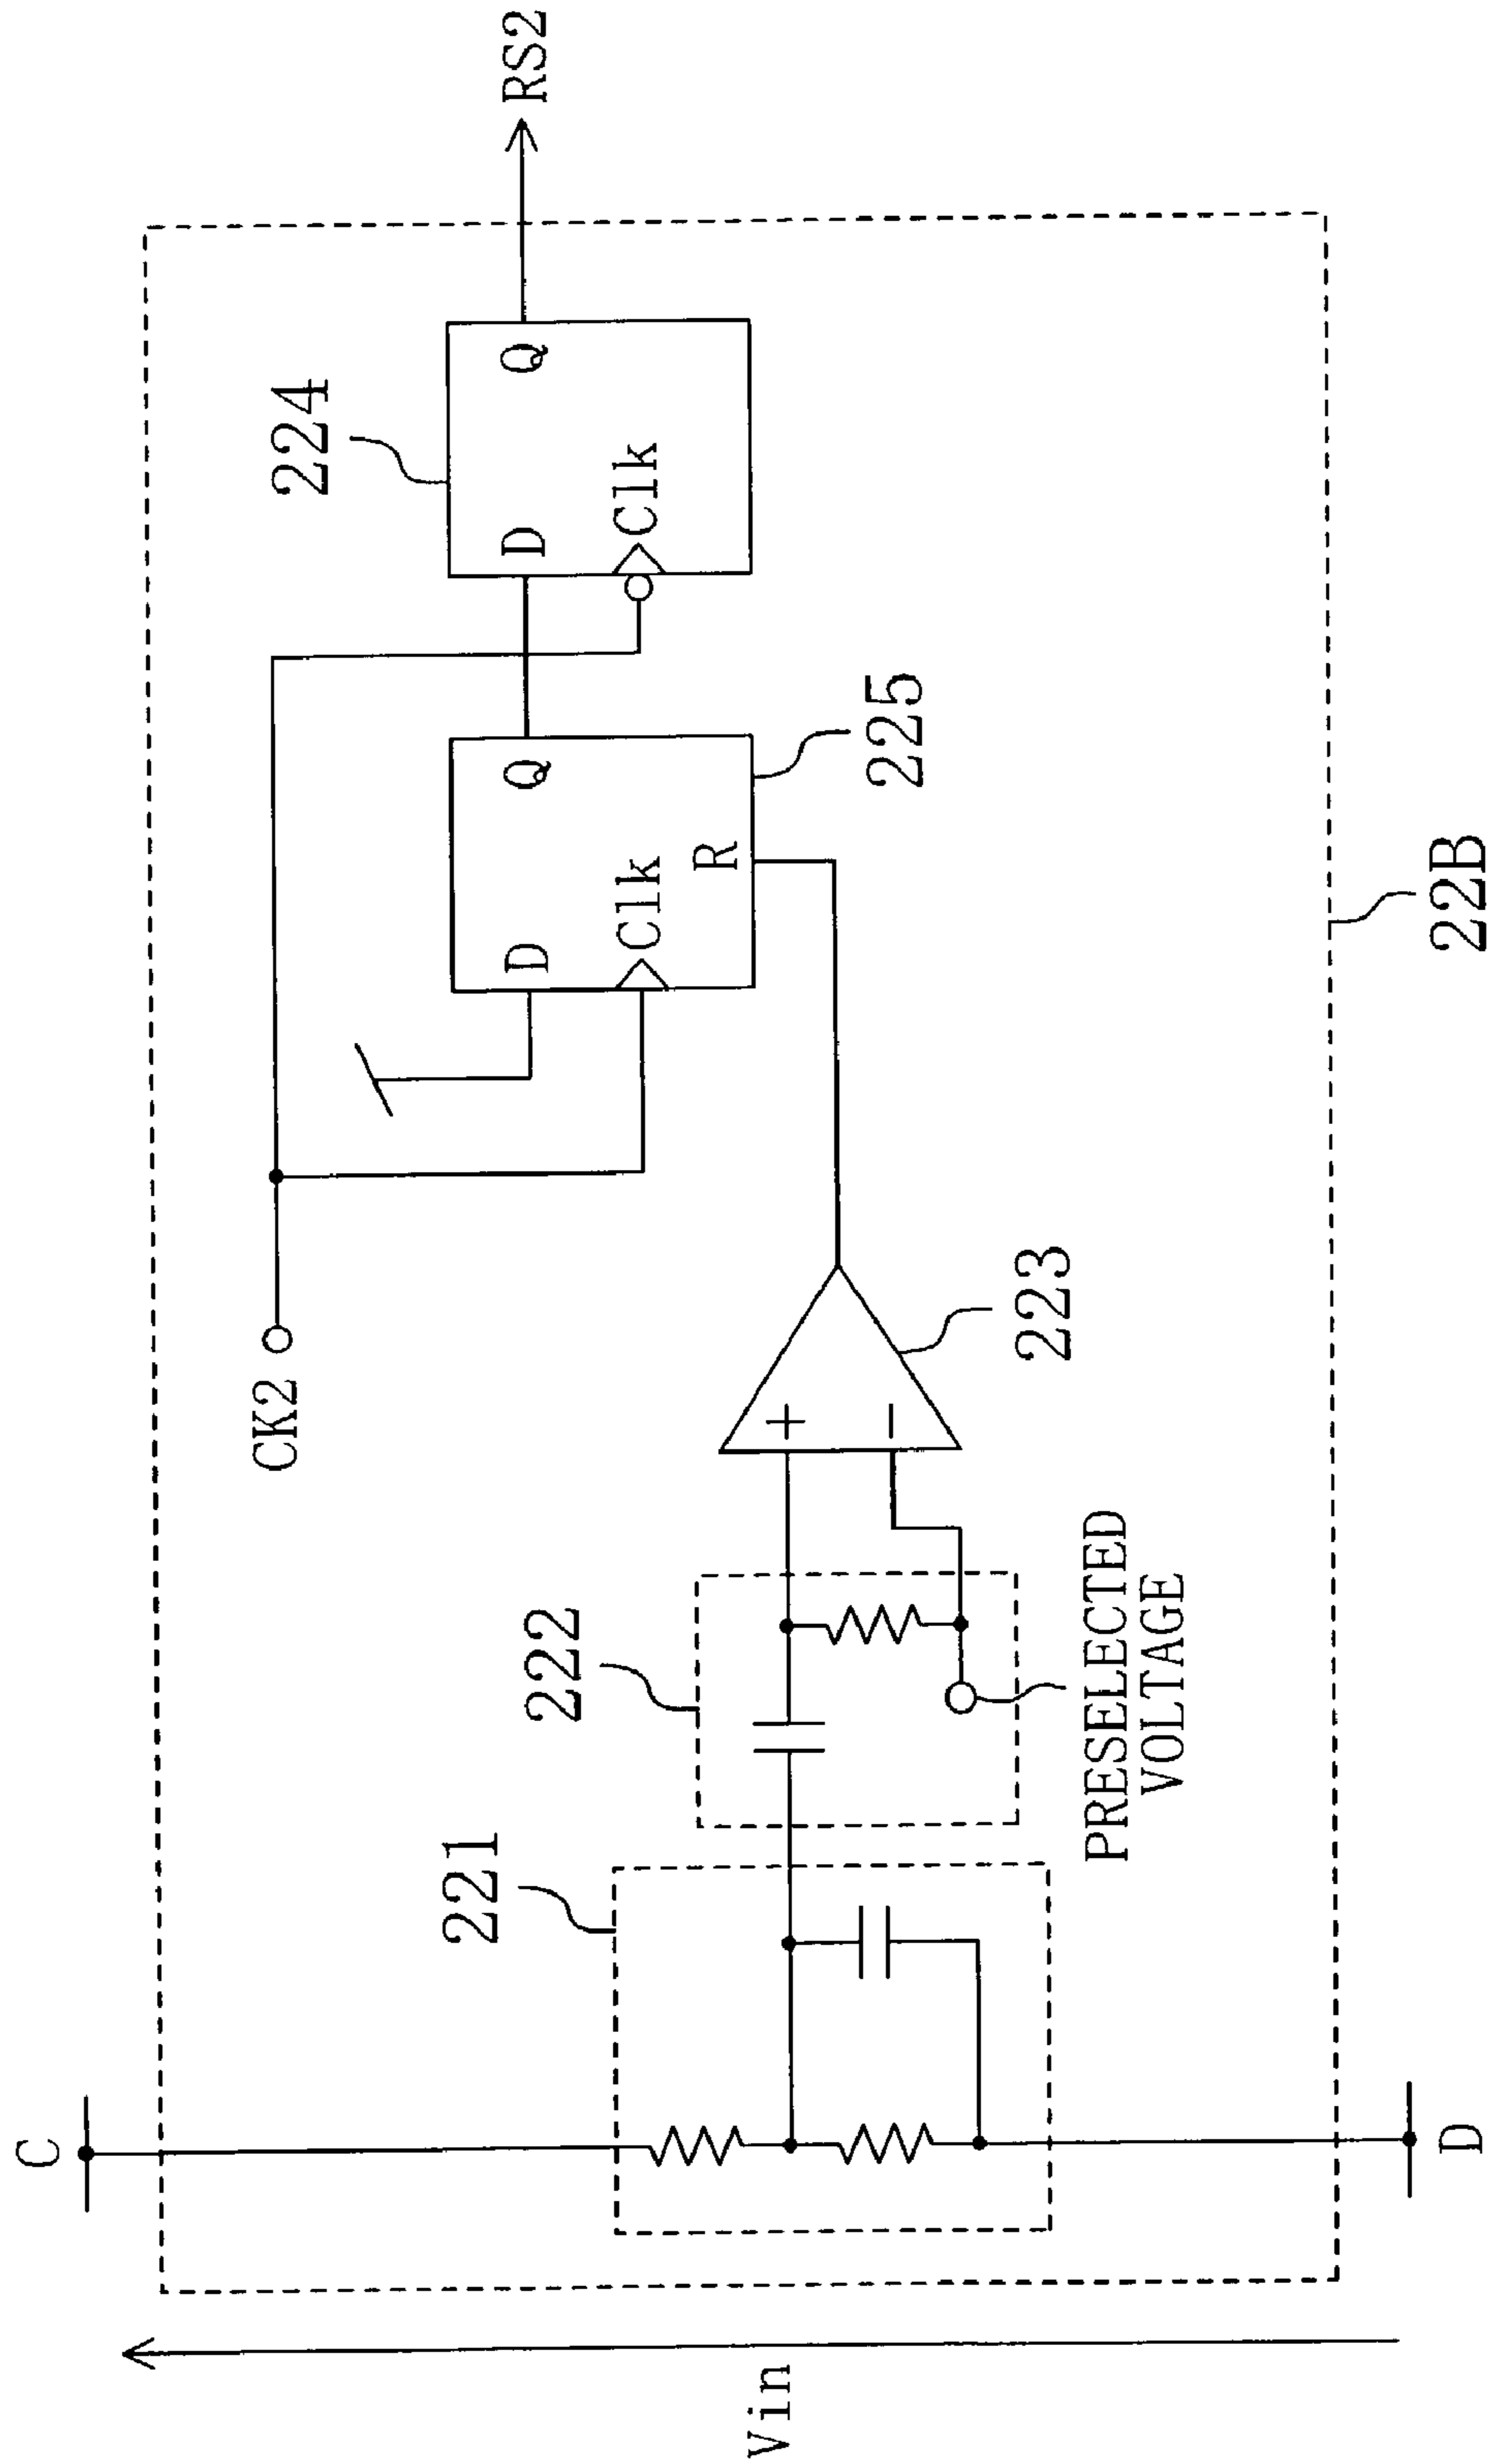 C
Vin
D
221
222
PRESELECTED
VOLTAGE
223
CK2
D
Q
Clk
R
225
224
D
Q
Clk
RS2
22B